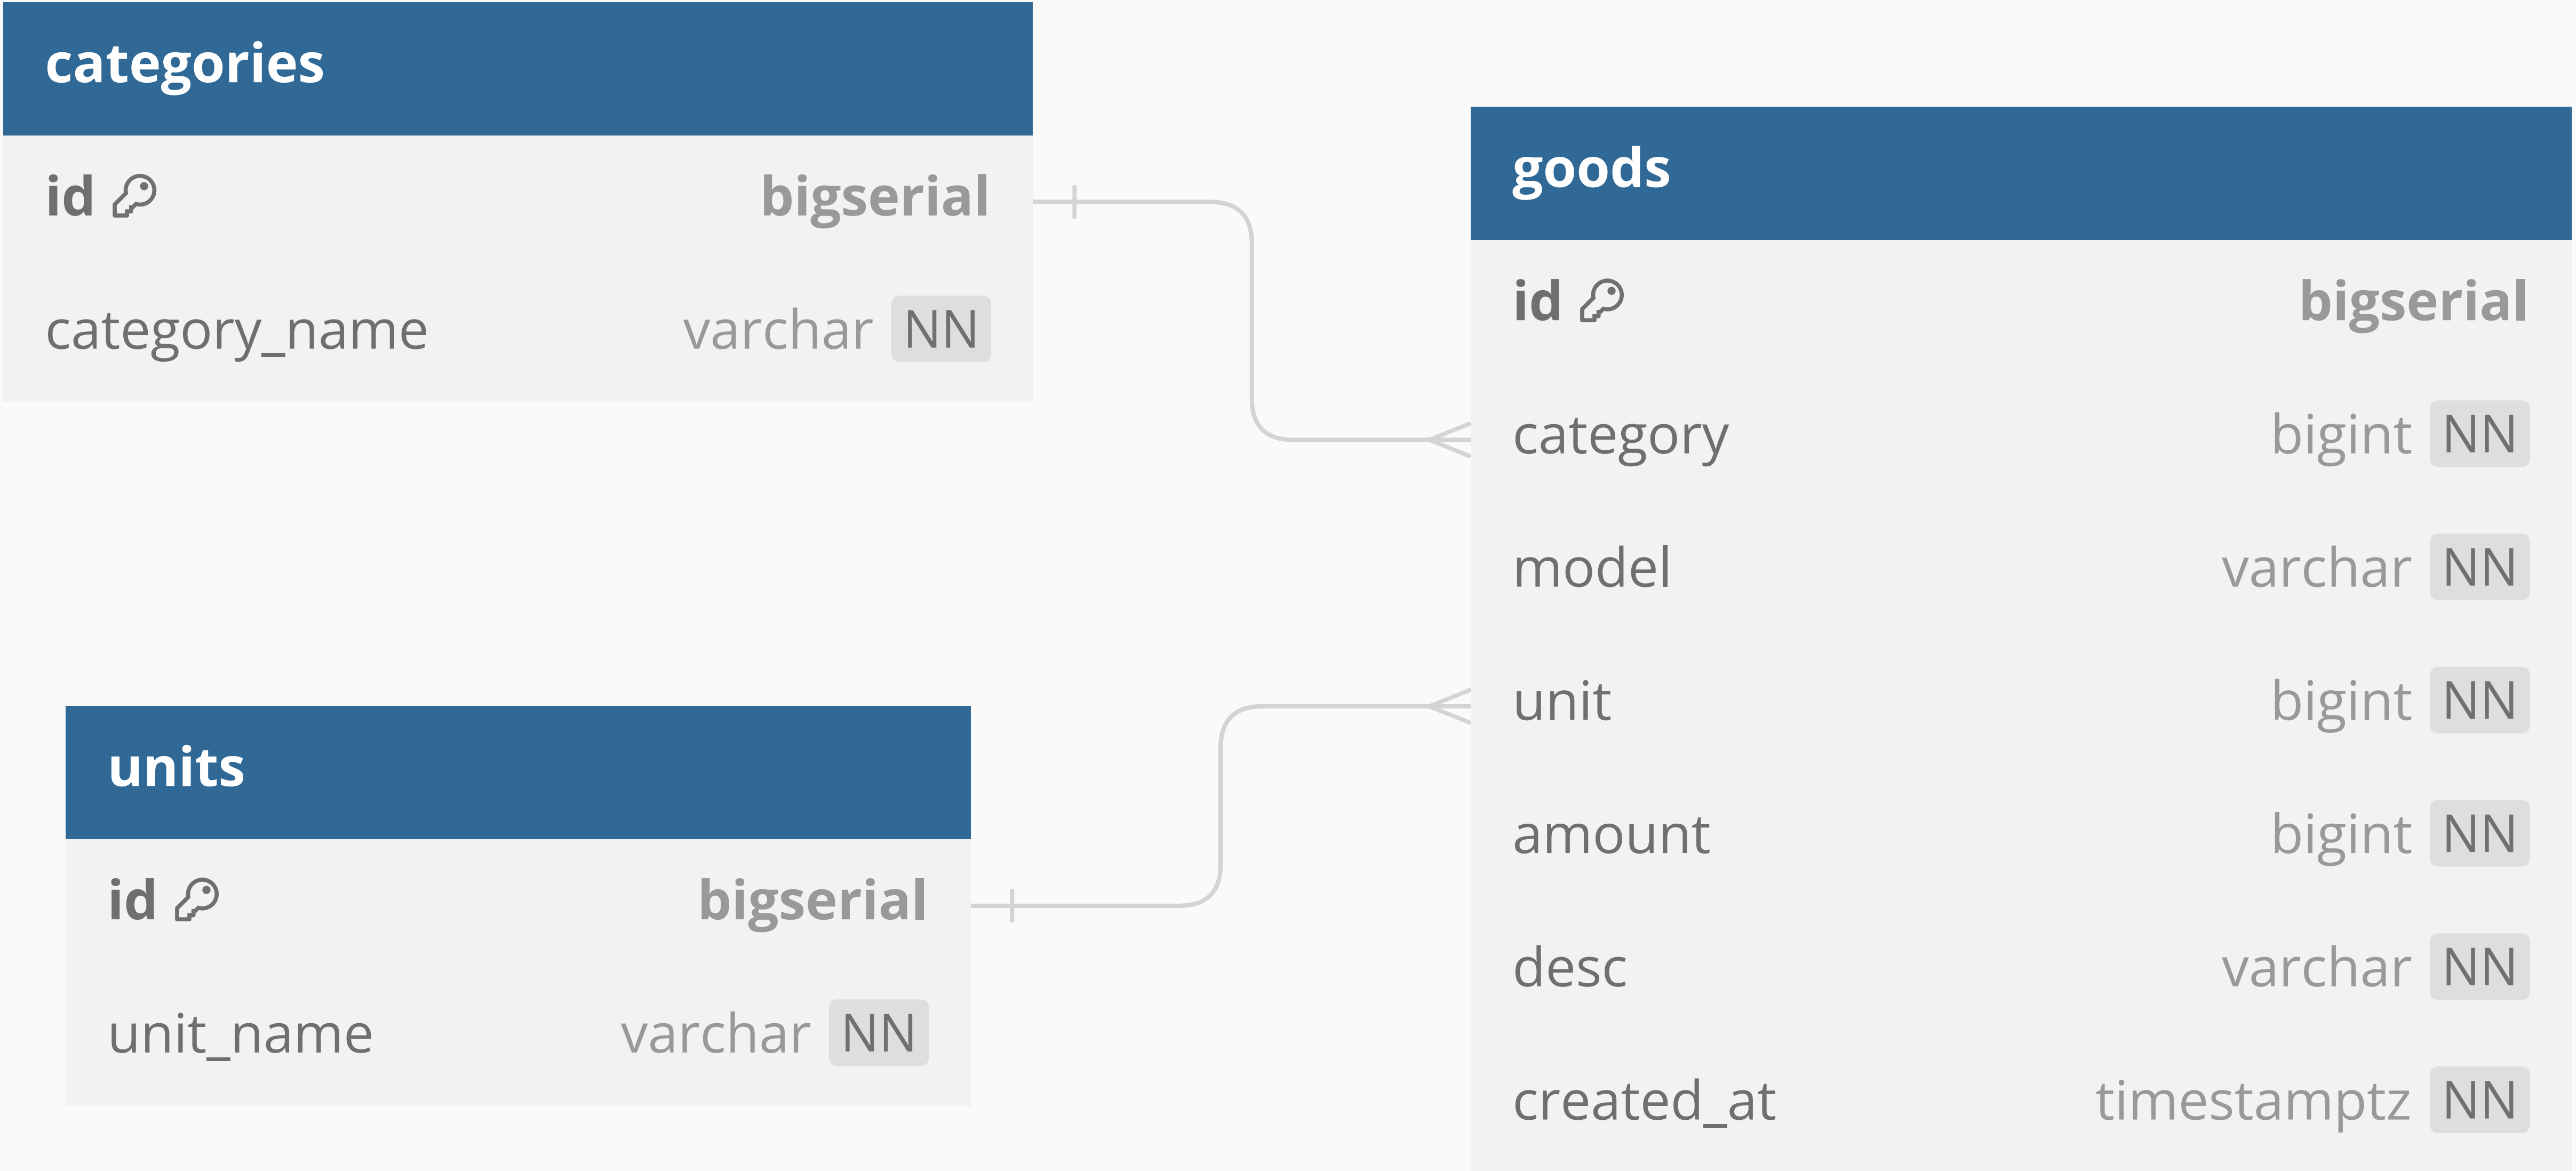 categories
id bigserial
category_name varchar NN
goods
id bigserial
category bigint NN
model varchar NN
unit bigint NN
amount bigint NN
desc varchar NN
created_at timestamptz NN
units
id bigserial
unit_name varchar NN